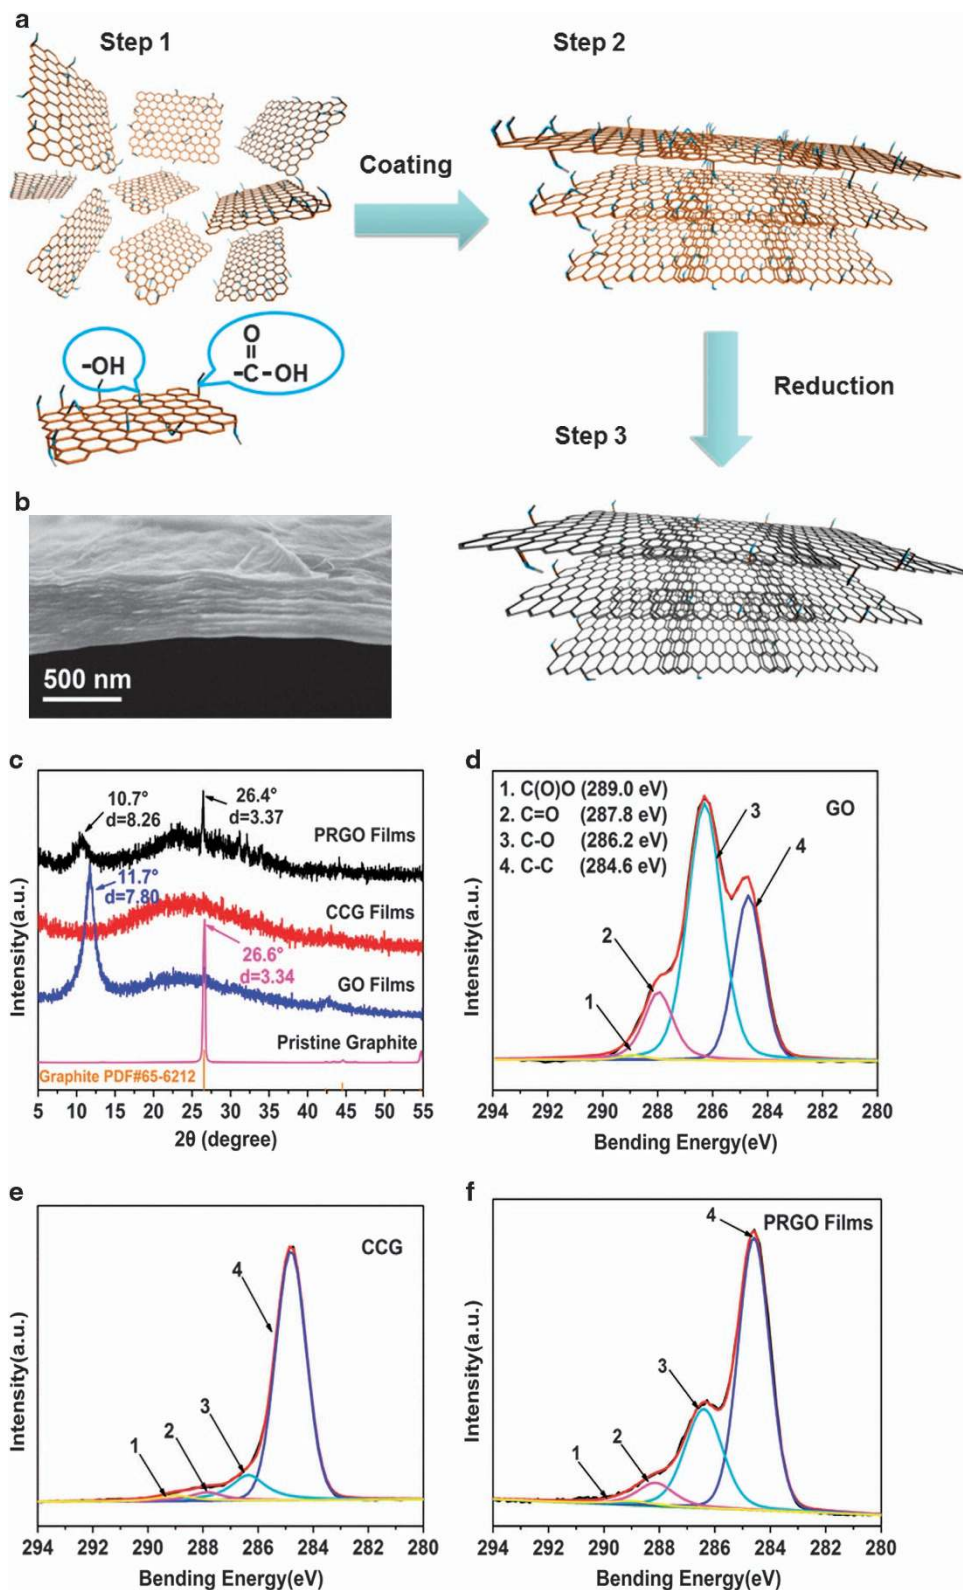 a
Step 1
Step 2
Coating
-OH
O
-C-OH
Reduction
Step 3
b
500 nm
c
10.7°
d=8.26
26.4°
d=3.37
PRGO Films
11.7°
d=7.80
CCG Films
26.6°
d=3.34
GO Films
Pristine Graphite
Graphite PDF#65-6212
Intensity(a.u.)
5 10 15 20 25 30 35 40 45 50 55
2θ (degree)
d
1. C(O)O (289.0 eV)
2. C=O (287.8 eV)
3. C-O (286.2 eV)
4. C-C (284.6 eV)
GO
3
4
2
1
Intensity(a.u.)
294 292 290 288 286 284 282 280
Bending Energy(eV)
e
CCG
4
3
2
1
Intensity(a.u.)
294 292 290 288 286 284 282 280
Bending Energy(eV)
f
PRGO Films
4
3
2
1
Intensity(a.u.)
294 292 290 288 286 284 282 280
Bending Energy(eV)